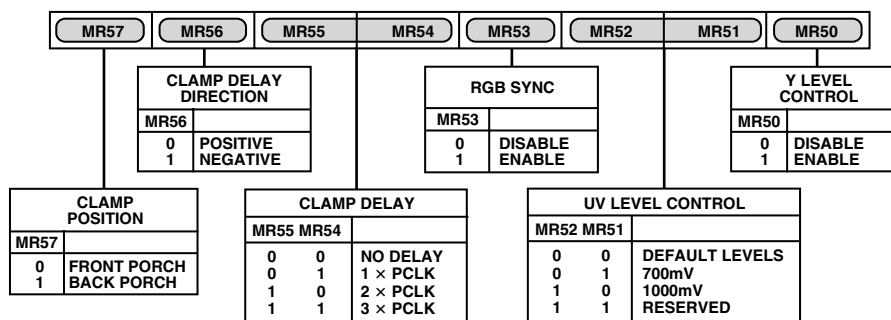 MR57 MR56 MR55 MR54 MR53 MR52 MR51 MR50
CLAMP DELAY
DIRECTION
MR56
0 POSITIVE
1 NEGATIVE
RGB SYNC
MR53
0 DISABLE
1 ENABLE
Y LEVEL
CONTROL
MR50
0 DISABLE
1 ENABLE
CLAMP
POSITION
MR57
0 FRONT PORCH
1 BACK PORCH
CLAMP DELAY
MR55 MR54
0 0 NO DELAY
0 1 1 × PCLK
1 0 2 × PCLK
1 1 3 × PCLK
UV LEVEL CONTROL
MR52 MR51
0 0 DEFAULT LEVELS
0 1 700mV
1 0 1000mV
1 1 RESERVED